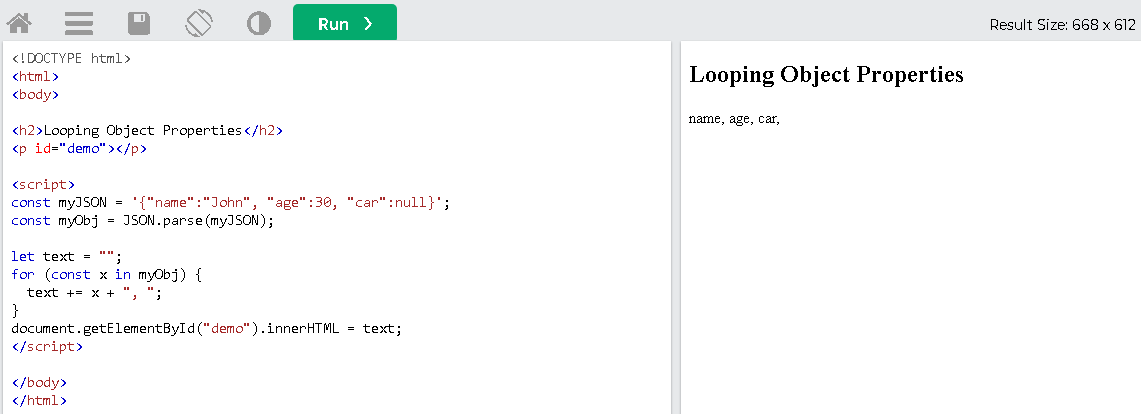 Run ❯
Result Size: 668 x 612
<!DOCTYPE html>
<html>
<body>
<h2>Looping Object Properties</h2>
<p id="demo"></p>
<script>
const myJSON = '{"name":"John", "age":30, "car":null}';
const myObj = JSON.parse(myJSON);
let text = "";
for (const x in myObj) {
  text += x + ", ";
}
document.getElementById("demo").innerHTML = text;
</script>
</body>
</html>
Looping Object Properties
name, age, car,